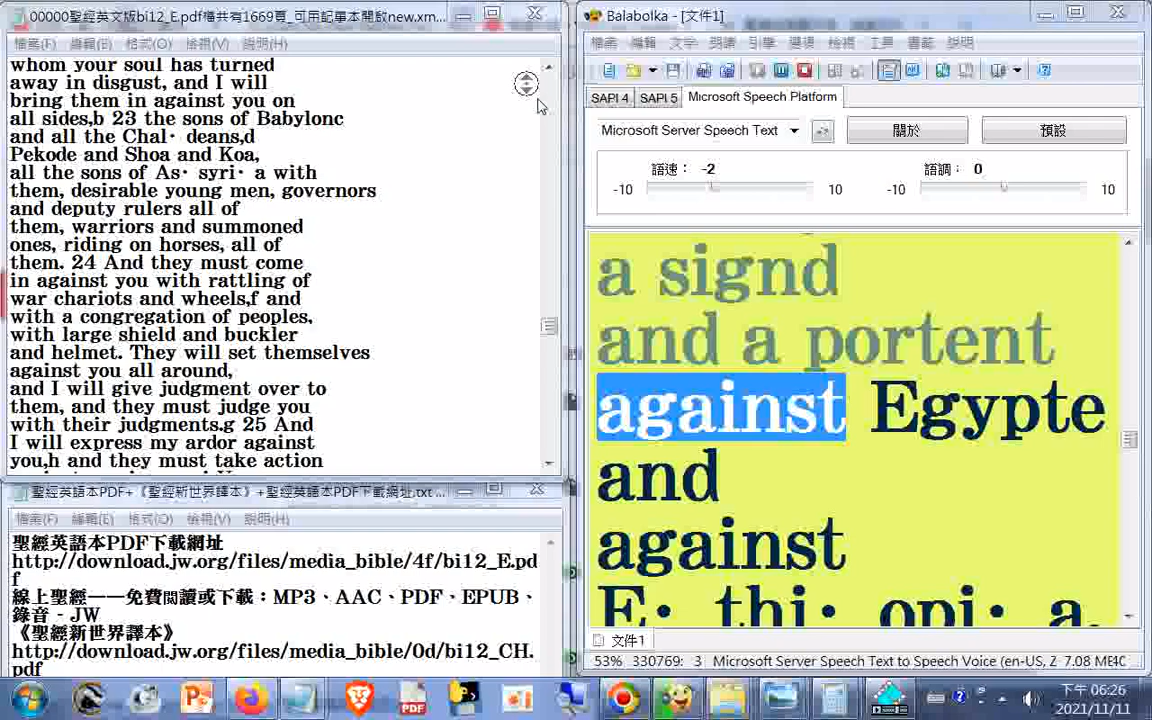 00000聖經英文版bi12_E.pdf檔共有1669頁_可用記事本開啟new.xm...
檔案(F) 編輯(E) 格式(O) 檢視(V) 說明(H)
whom your soul has turned
away in disgust, and I will
bring them in against you on
all sides,b 23 the sons of Babylonc
and all the Chal· deans,d
Pekode and Shoa and Koa,
all the sons of As· syri· a with
them, desirable young men, governors
and deputy rulers all of
them, warriors and summoned
ones, riding on horses, all of
them. 24 And they must come
in against you with rattling of
war chariots and wheels,f and
with a congregation of peoples,
with large shield and buckler
and helmet. They will set themselves
against you all around,
and I will give judgment over to
them, and they must judge you
with their judgments.g 25 And
I will express my ardor against
you,h and they must take action
聖經英語本PDF+《聖經新世界譯本》+聖經英語本PDF下載網址.txt ...
檔案(F) 編輯(E) 格式(O) 檢視(V) 說明(H)
聖經英語本PDF下載網址
http://download.jw.org/files/media_bible/4f/bi12_E.pd
f
線上聖經——免費閱讀或下載：MP3、AAC、PDF、EPUB、
錄音 - JW
《聖經新世界譯本》
http://download.jw.org/files/media_bible/0d/bi12_CH.
pdf
Balabolka - [文件1]
檔案 編輯 文字 朗讀 引擎 選項 檢視 工具 書籤 說明
SAPI 4 SAPI 5 Microsoft Speech Platform
Microsoft Server Speech Text 關於 預設
語速： -2 語調： 0
-10 10 -10 10
a signd
and a portent
against Egypte
and
against
E· thi· opi· a.
文件1
53% 330769: 3 Microsoft Server Speech Text to Speech Voice (en-US, Z 7.08 ME4C
下午 06:26
2021/11/11